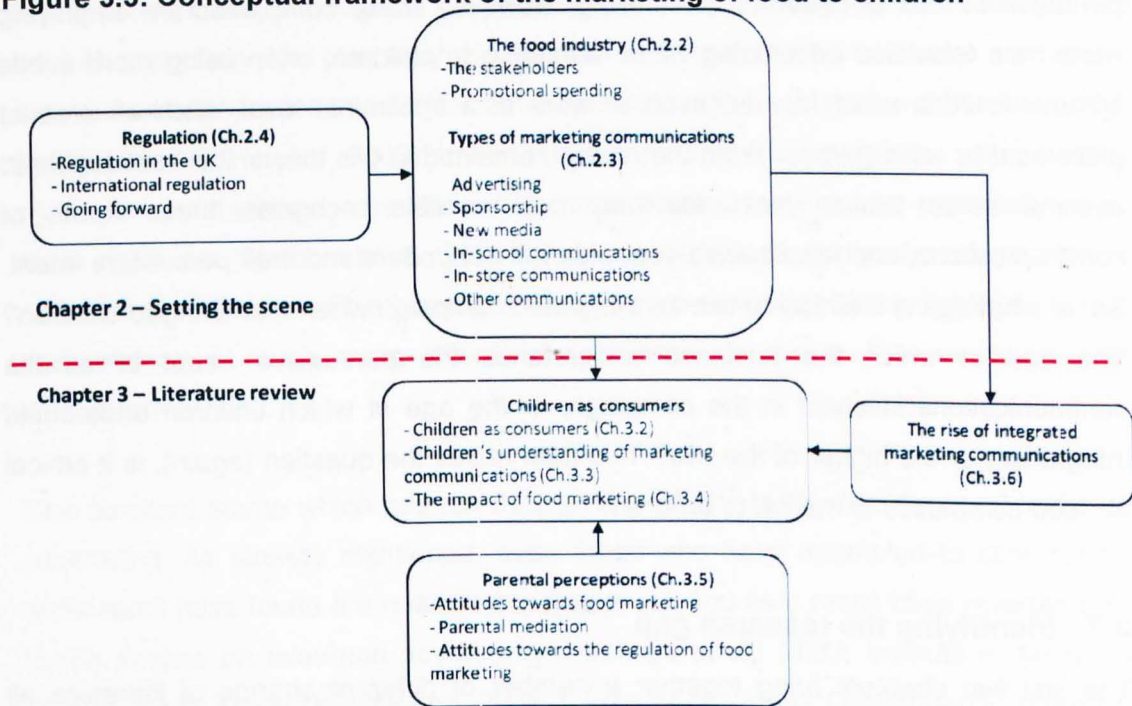 Figure 3.3: Conceptual framework of the marketing of food to children
The food industry (Ch.2.2)
-The stakeholders
- Promotional spending
Types of marketing communications
(Ch.2.3)
- Advertising
- Sponsorship
- New media
- In-school communications
- In-store communications
- Other communications
Regulation (Ch.2.4)
-Regulation in the UK
- International regulation
- Going forward
Chapter 2 - Setting the scene
Chapter 3 – Literature review
Children as consumers
- Children as consumers (Ch.3.2)
- Children's understanding of marketing
communications (Ch.3.3)
- The impact of food marketing (Ch.3.4)
The rise of integrated
marketing communications
(Ch.3.6)
Parental perceptions (Ch.3.5)
-Attitudes towards food marketing
- Parental mediation
- Attitudes towards the regulation of food
marketing